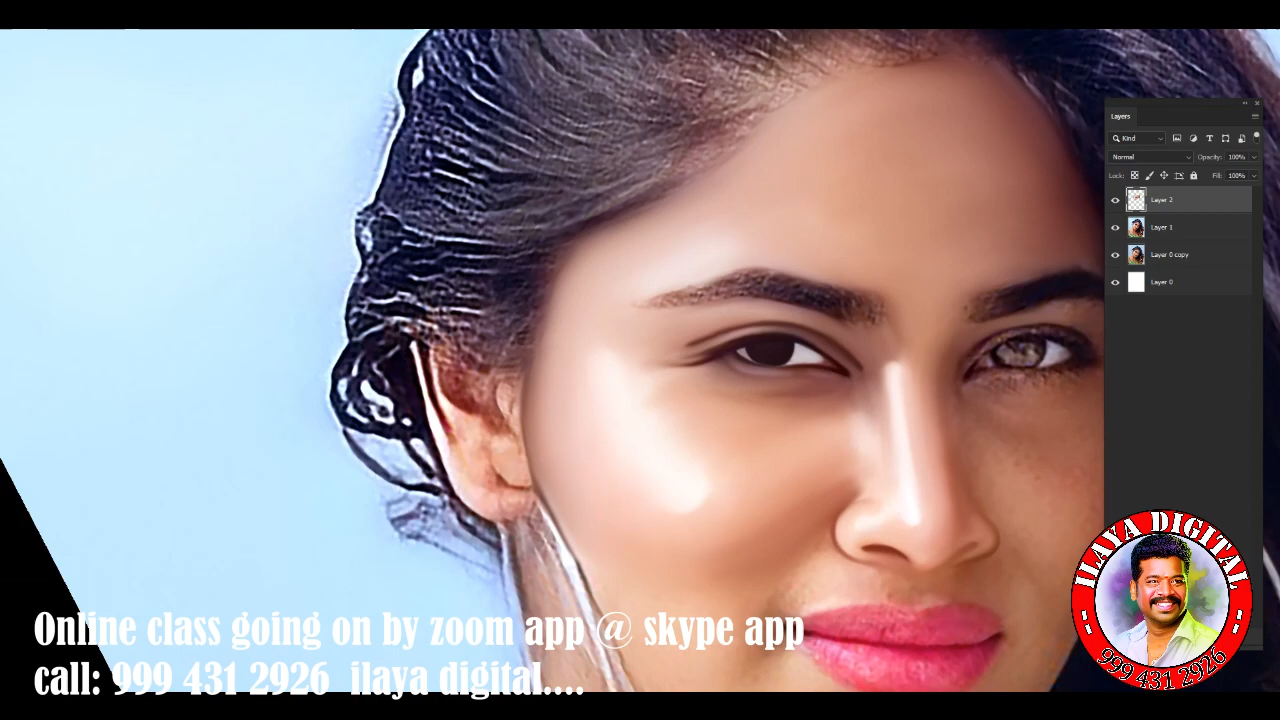 Layers
Kind
Normal
Opacity: 100%
Lock:
Fill: 100%
Layer 2
Layer 1
Layer 0 copy
Layer 0
ILAYA DIGITAL
999 431 2926
Online class going on by zoom app @ skype app
call: 999 431 2926 ilaya digital....